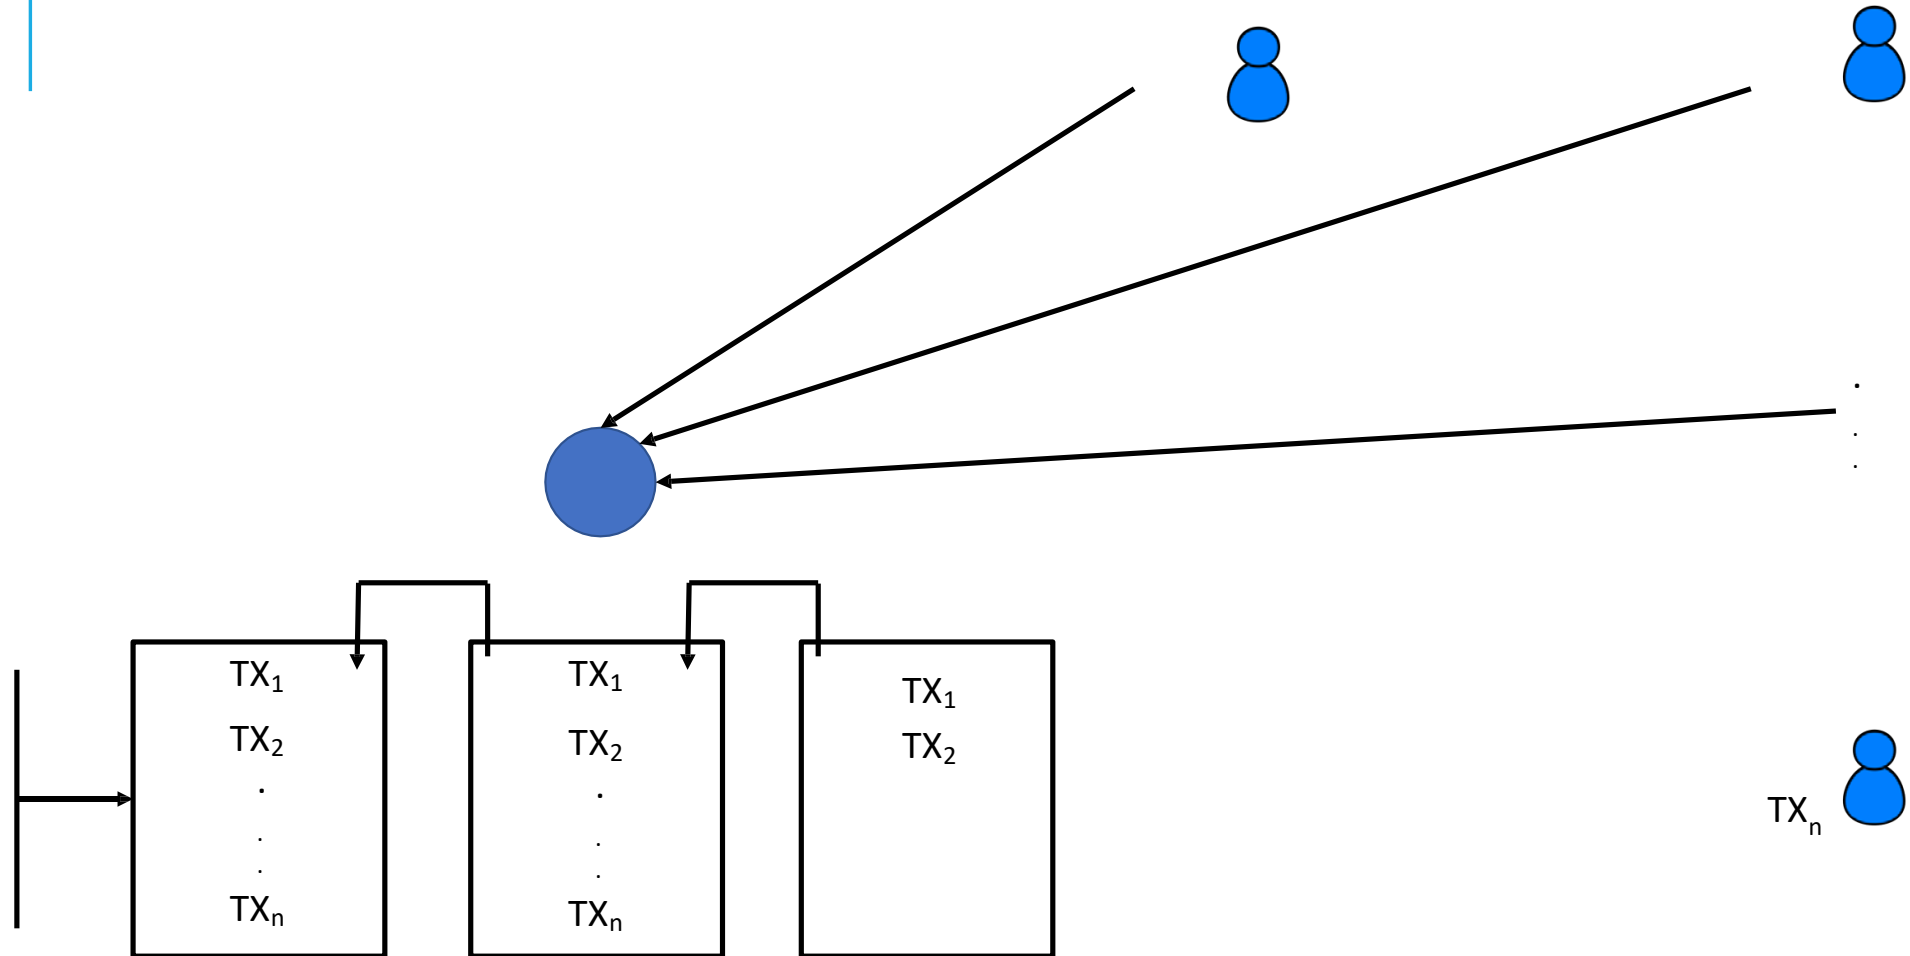 TX₁
TX₂
.
.
.
TXₙ
TX₁
TX₂
.
.
.
TXₙ
TX₁
TX₂
.
.
.
TXₙ